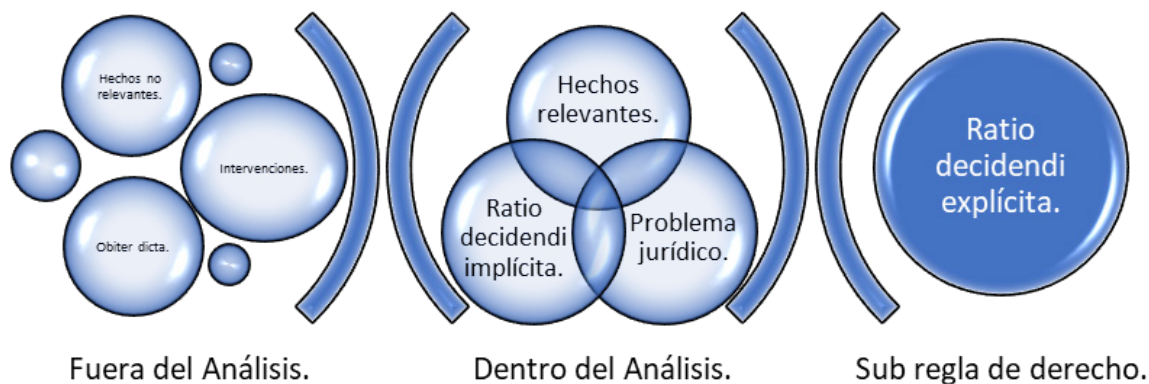 Hechos no
relevantes.
Intervenciones.
Obiter dicta.
Hechos
relevantes.
Ratio
decidendi
implícita.
Problema
jurídico.
Ratio
decidendi
explícita.
Fuera del Análisis.
Dentro del Análisis.
Sub regla de derecho.